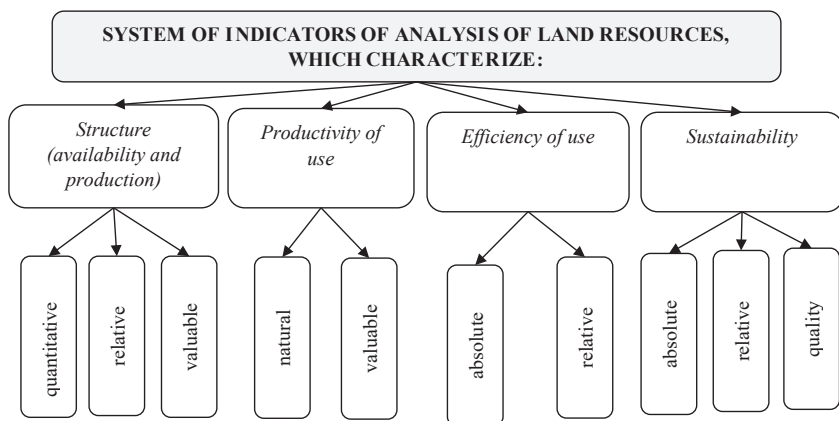 SYSTEM OF INDICATORS OF ANALYSIS OF LAND RESOURCES,
WHICH CHARACTERIZE:
Structure
(availability and
production)
Productivity of
use
Efficiency of use
Sustainability
quantitative
relative
valuable
natural
valuable
absolute
relative
absolute
relative
quality